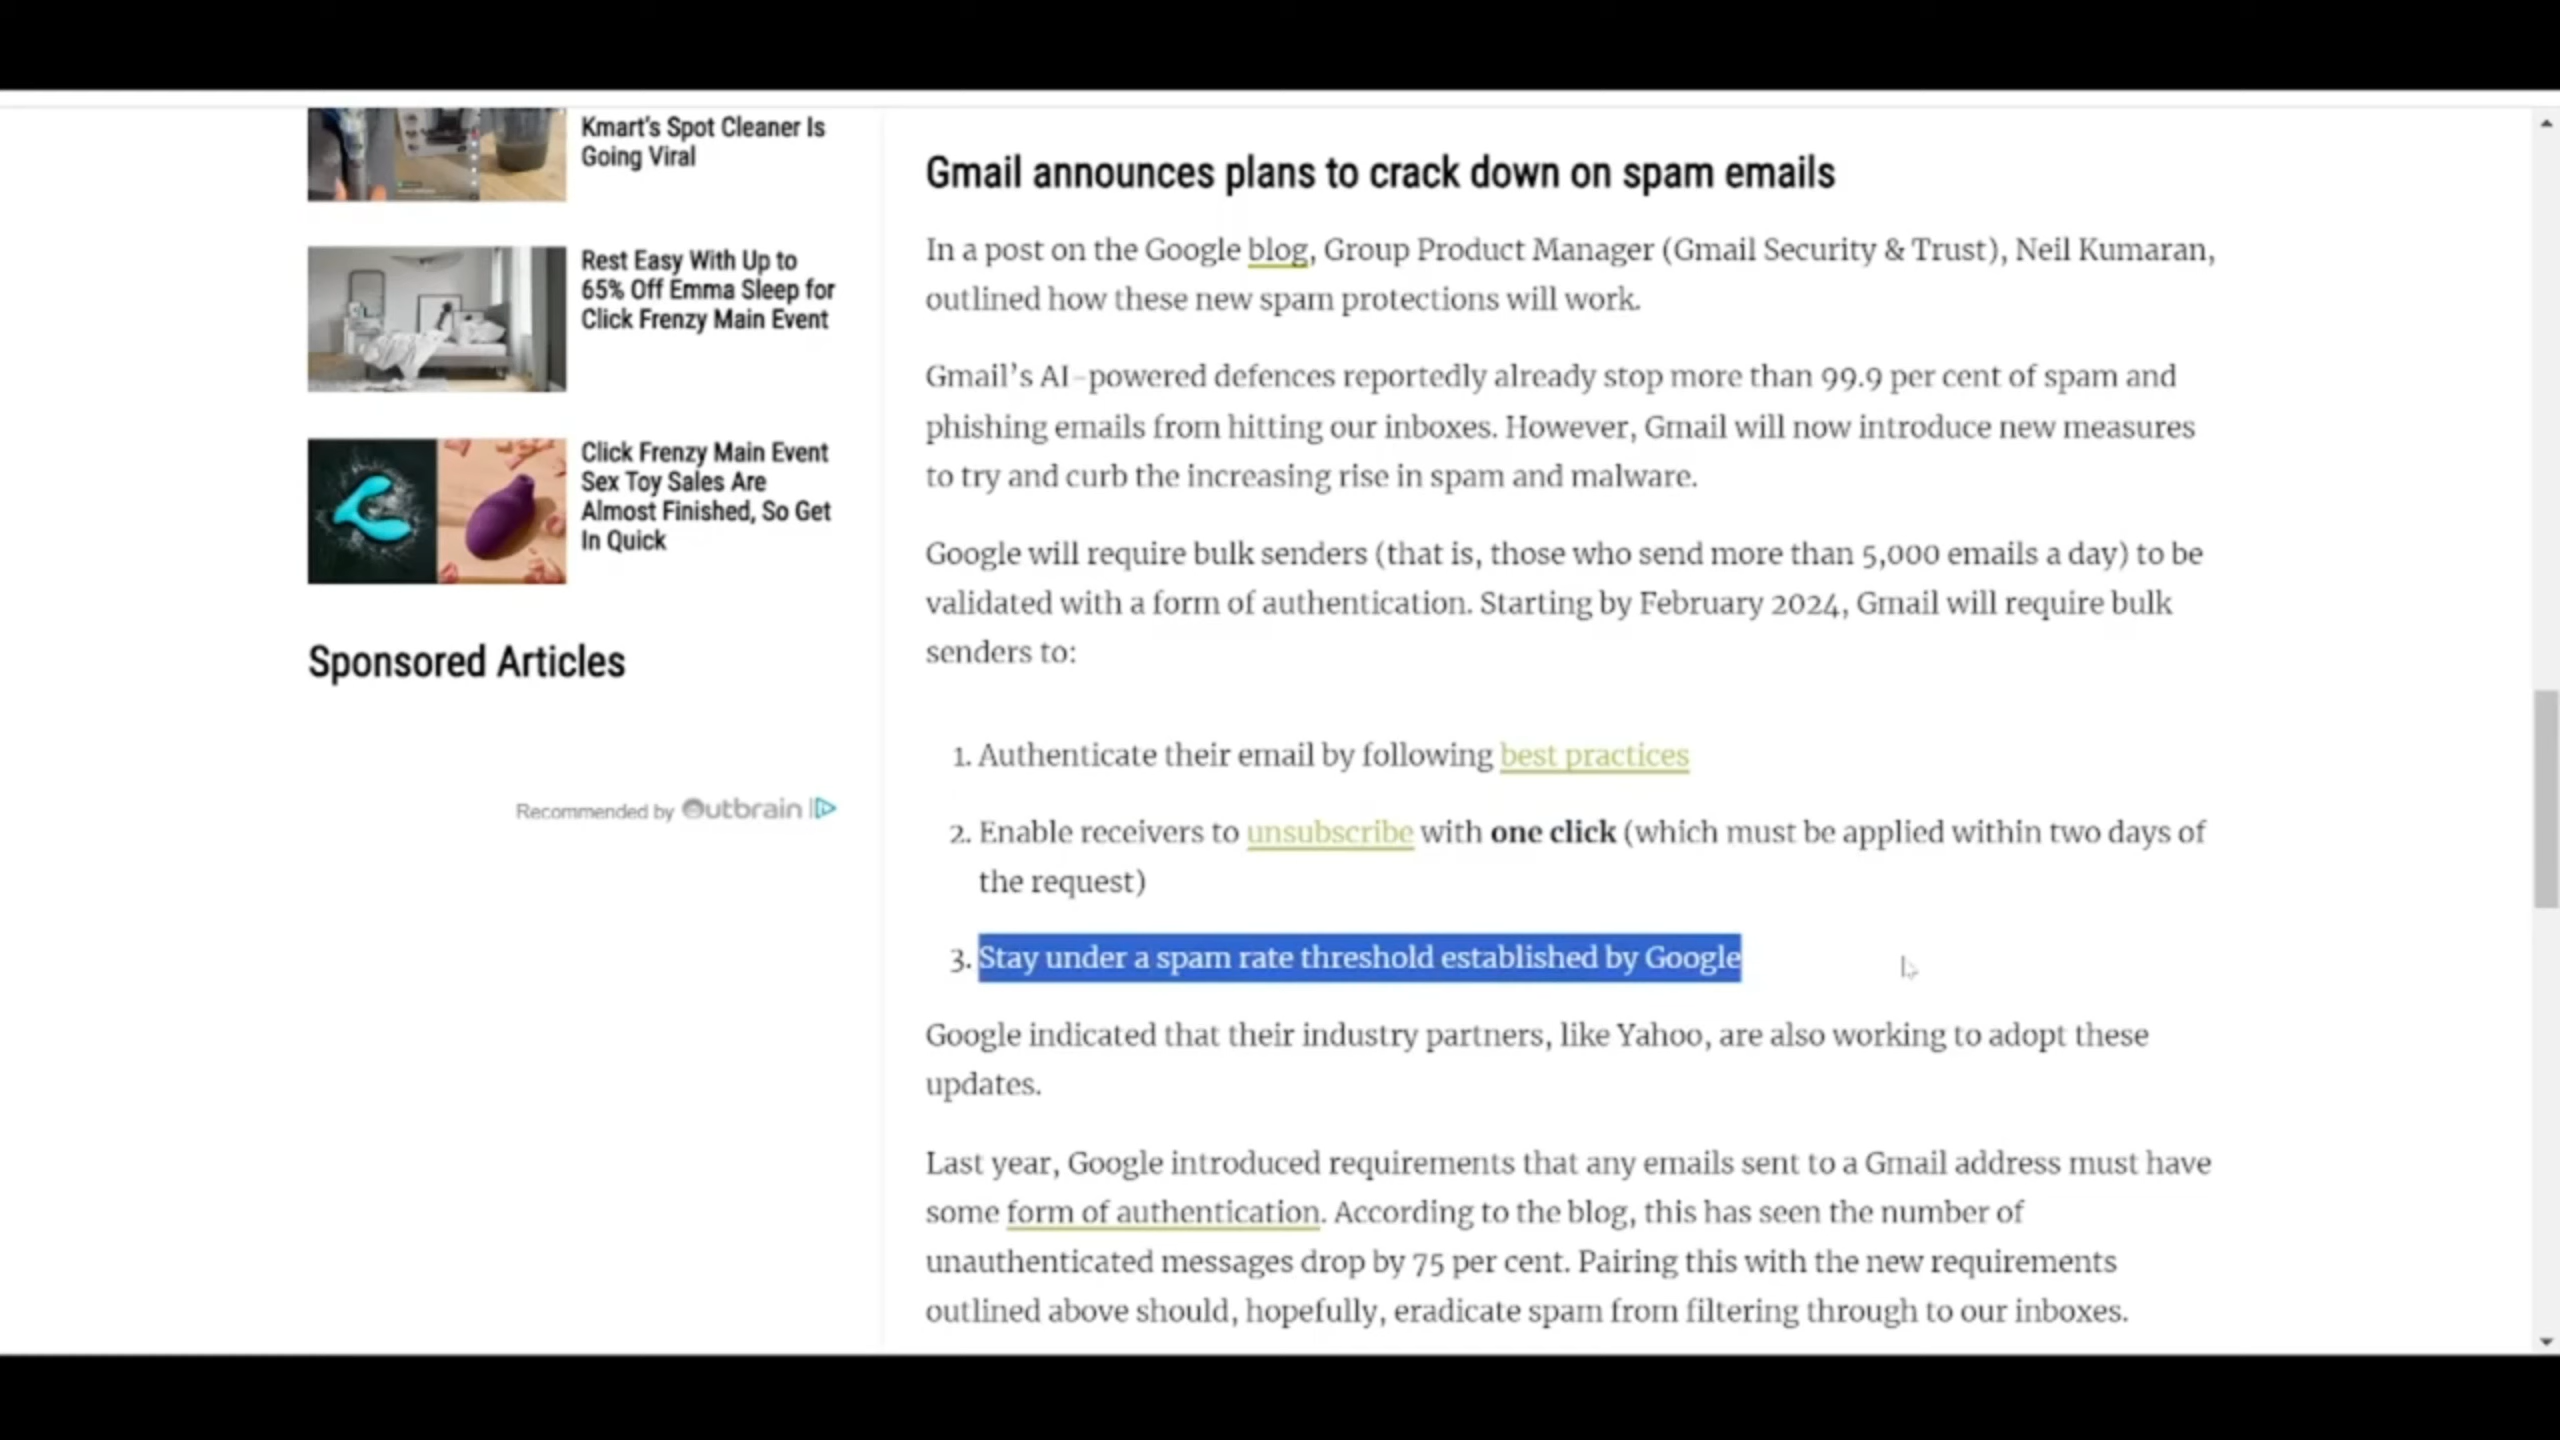 Kmart's Spot Cleaner Is
Going Viral
Rest Easy With Up to
65% Off Emma Sleep for
Click Frenzy Main Event
Click Frenzy Main Event
Sex Toy Sales Are
Almost Finished, So Get
In Quick
Sponsored Articles
Recommended by Outbrain
Gmail announces plans to crack down on spam emails
In a post on the Google blog, Group Product Manager (Gmail Security & Trust), Neil Kumaran,
outlined how these new spam protections will work.
Gmail’s AI-powered defences reportedly already stop more than 99.9 per cent of spam and
phishing emails from hitting our inboxes. However, Gmail will now introduce new measures
to try and curb the increasing rise in spam and malware.
Google will require bulk senders (that is, those who send more than 5,000 emails a day) to be
validated with a form of authentication. Starting by February 2024, Gmail will require bulk
senders to:
1. Authenticate their email by following best practices
2. Enable receivers to unsubscribe with one click (which must be applied within two days of
the request)
3. Stay under a spam rate threshold established by Google
Google indicated that their industry partners, like Yahoo, are also working to adopt these
updates.
Last year, Google introduced requirements that any emails sent to a Gmail address must have
some form of authentication. According to the blog, this has seen the number of
unauthenticated messages drop by 75 per cent. Pairing this with the new requirements
outlined above should, hopefully, eradicate spam from filtering through to our inboxes.